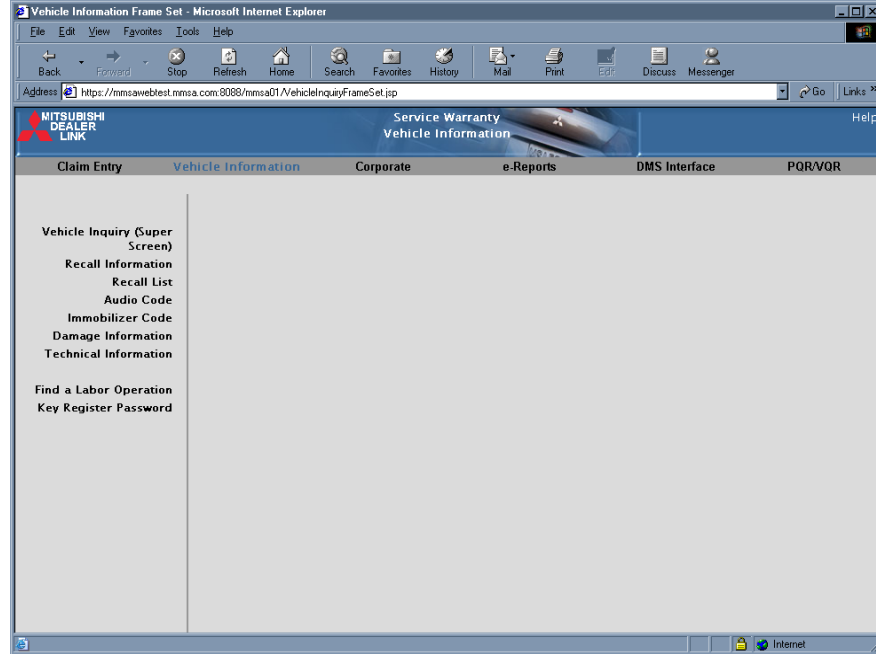 Vehicle Information Frame Set - Microsoft Internet Explorer
File Edit View Favorites Tools Help
Back Forward Stop Refresh Home Search Favorites History Mail Print Edit Discuss Messenger
Address https://mmsawebtest.mmsa.com:8088/mmsa01/VehicleInquiryFrameSet.jsp Go Links »
MITSUBISHI
DEALER
LINK
Service Warranty
Vehicle Information
Help
Claim Entry Vehicle Information Corporate e-Reports DMS Interface PQR/VQR
Vehicle Inquiry (Super
Screen)
Recall Information
Recall List
Audio Code
Immobilizer Code
Damage Information
Technical Information
Find a Labor Operation
Key Register Password
Internet